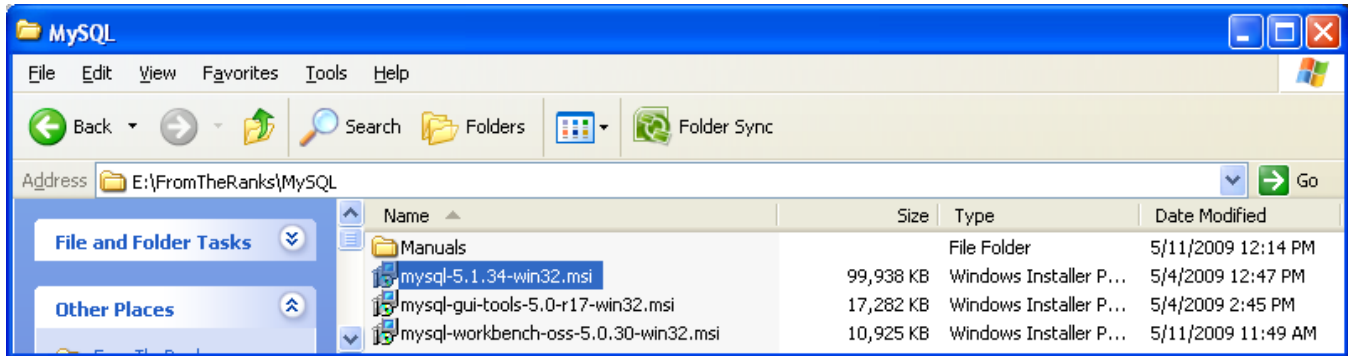 MySQL
File Edit View Favorites Tools Help
Back Search Folders Folder Sync
Address E:\FromTheRanks\MySQL Go
Name Size Type Date Modified
File and Folder Tasks
Manuals File Folder 5/11/2009 12:14 PM
mysql-5.1.34-win32.msi 99,938 KB Windows Installer P... 5/4/2009 12:47 PM
Other Places
mysql-gui-tools-5.0-r17-win32.msi 17,282 KB Windows Installer P... 5/4/2009 2:45 PM
mysql-workbench-oss-5.0.30-win32.msi 10,925 KB Windows Installer P... 5/11/2009 11:49 AM